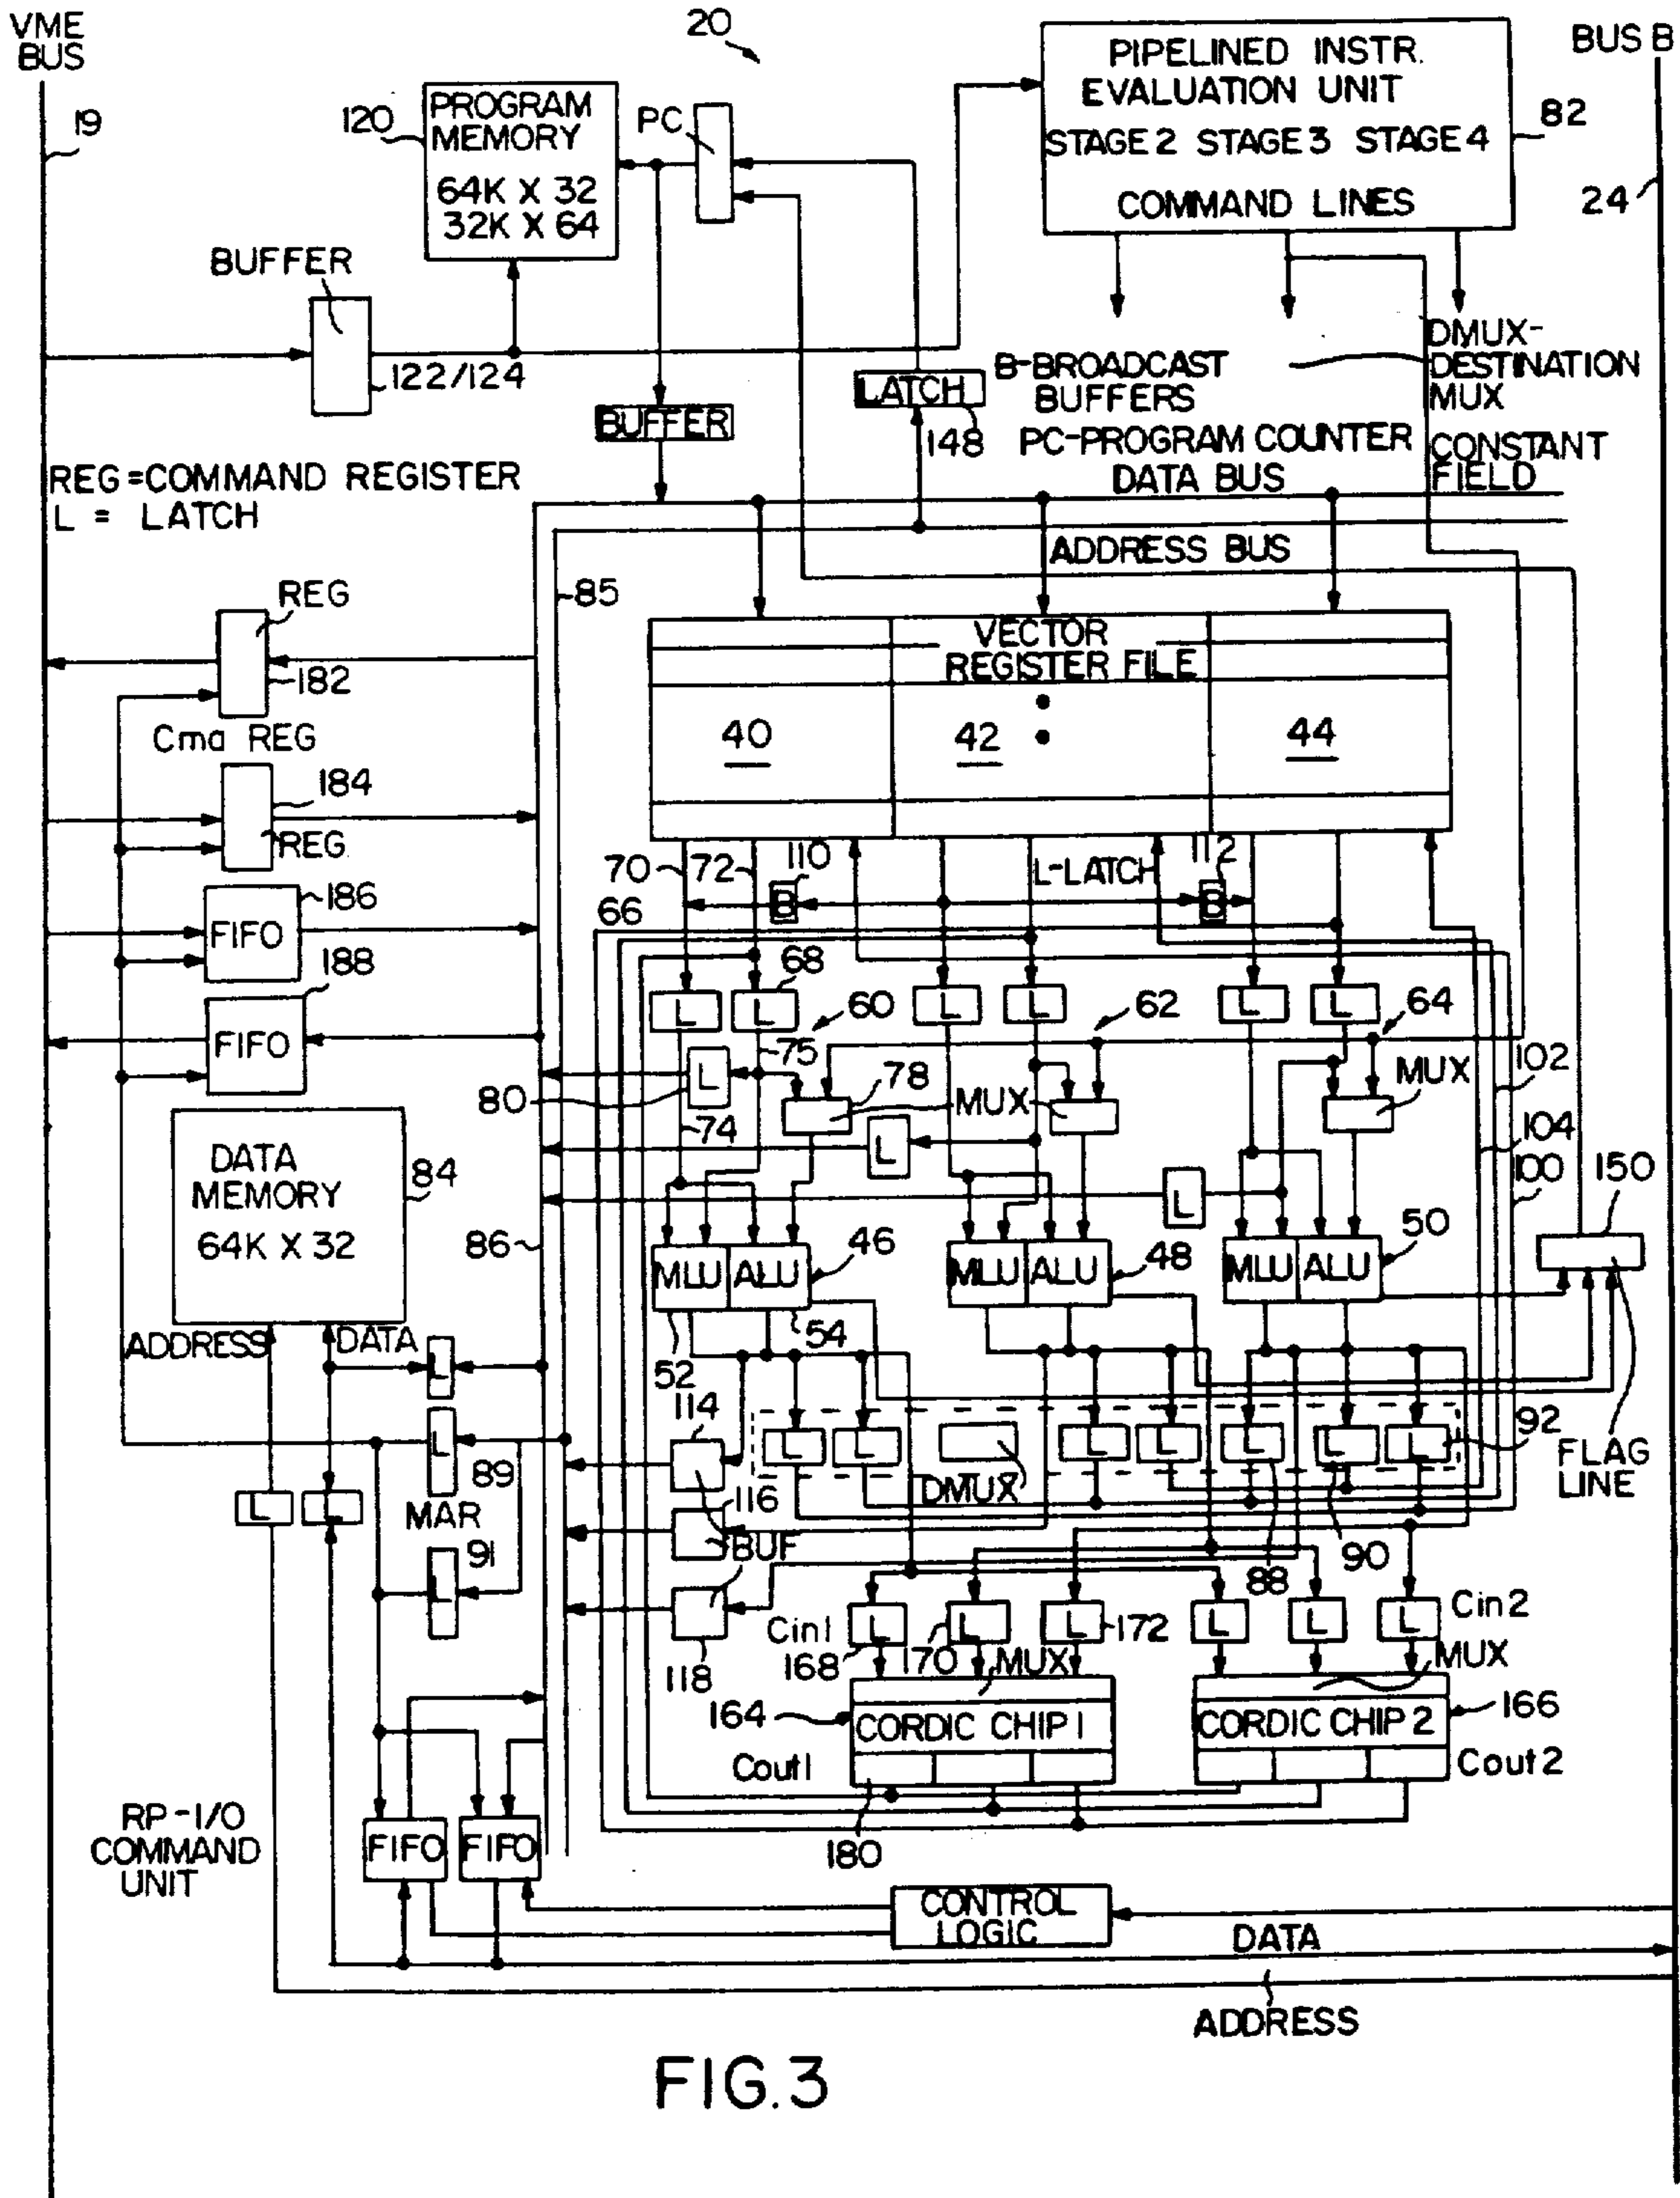 VME
BUS
20
BUS B
PIPELINED INSTR.
EVALUATION UNIT
STAGE 2 STAGE 3 STAGE 4
COMMAND LINES
82
19
120
PROGRAM
MEMORY
64K X 32
32K X 64
PC
24
BUFFER
122/124
BUFFER
LATCH
148
B-BROADCAST
BUFFERS
DMUX-
DESTINATION
MUX
PC-PROGRAM COUNTER
DATA BUS
CONSTANT
FIELD
REG =COMMAND REGISTER
L = LATCH
ADDRESS BUS
85
REG
182
VECTOR
REGISTER FILE
40
42
44
Cma REG
184
REG
70
72
110
L-LATCH
112
B
B
66
186
FIFO
188
FIFO
68
L
L
L
L
L
L
60
62
64
75
L
80
78
MUX
MUX
102
74
L
104
100
150
DATA
MEMORY
64K X 32
84
86
L
MLU
ALU
46
MLU
ALU
48
MLU
ALU
50
ADDRESS
DATA
52
54
L
114
L
L
DMUX
L
L
L
L
L
92
FLAG
LINE
L
89
MAR
L
L
116
BUF
88
90
91
L
118
Cin1
L
168
L
170
L
172
MUX
L
L
L
Cin2
MUX
164
CORDIC CHIP 1
CORDIC CHIP 2
166
Cout1
Cout2
180
RP-I/O
COMMAND
UNIT
FIFO
FIFO
CONTROL
LOGIC
DATA
ADDRESS
FIG.3